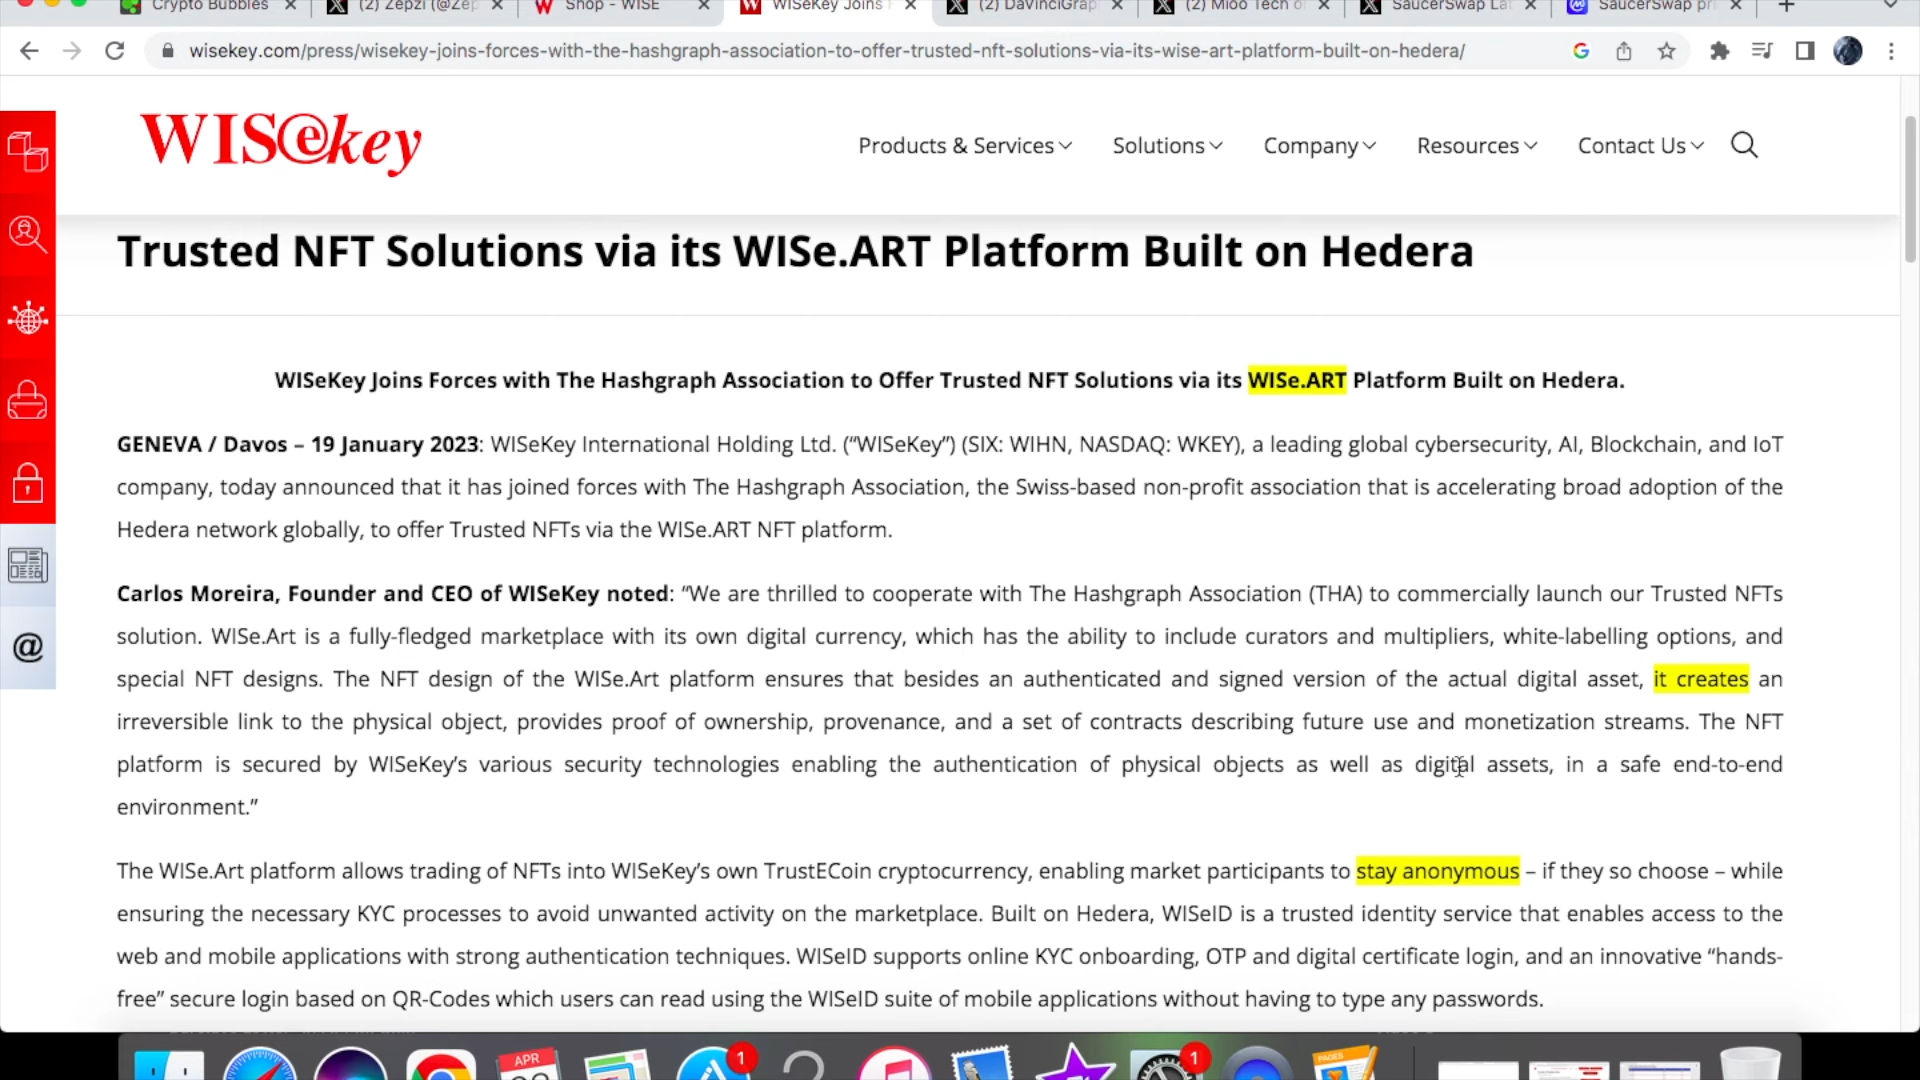 Crypto Bubbles
(2) Zepzi (@Zep
Shop - WISE
WISeKey Joins F
(2) DaVinciGrap
(2) Mioo Tech o
SaucerSwap Lab
SaucerSwap pri
wisekey.com/press/wisekey-joins-forces-with-the-hashgraph-association-to-offer-trusted-nft-solutions-via-its-wise-art-platform-built-on-hedera/
WISekey
Products & Services
Solutions
Company
Resources
Contact Us
Trusted NFT Solutions via its WISe.ART Platform Built on Hedera
WISeKey Joins Forces with The Hashgraph Association to Offer Trusted NFT Solutions via its WISe.ART Platform Built on Hedera.
GENEVA / Davos – 19 January 2023: WISeKey International Holding Ltd. (“WISeKey”) (SIX: WIHN, NASDAQ: WKEY), a leading global cybersecurity, AI, Blockchain, and IoT
company, today announced that it has joined forces with The Hashgraph Association, the Swiss-based non-profit association that is accelerating broad adoption of the
Hedera network globally, to offer Trusted NFTs via the WISe.ART NFT platform.
Carlos Moreira, Founder and CEO of WISeKey noted: “We are thrilled to cooperate with The Hashgraph Association (THA) to commercially launch our Trusted NFTs
solution. WISe.Art is a fully-fledged marketplace with its own digital currency, which has the ability to include curators and multipliers, white-labelling options, and
special NFT designs. The NFT design of the WISe.Art platform ensures that besides an authenticated and signed version of the actual digital asset, it creates an
irreversible link to the physical object, provides proof of ownership, provenance, and a set of contracts describing future use and monetization streams. The NFT
platform is secured by WISeKey’s various security technologies enabling the authentication of physical objects as well as digital assets, in a safe end-to-end
environment.”
The WISe.Art platform allows trading of NFTs into WISeKey’s own TrustECoin cryptocurrency, enabling market participants to stay anonymous – if they so choose – while
ensuring the necessary KYC processes to avoid unwanted activity on the marketplace. Built on Hedera, WISeID is a trusted identity service that enables access to the
web and mobile applications with strong authentication techniques. WISeID supports online KYC onboarding, OTP and digital certificate login, and an innovative “hands-
free” secure login based on QR-Codes which users can read using the WISeID suite of mobile applications without having to type any passwords.
APR
1
1
PAGES